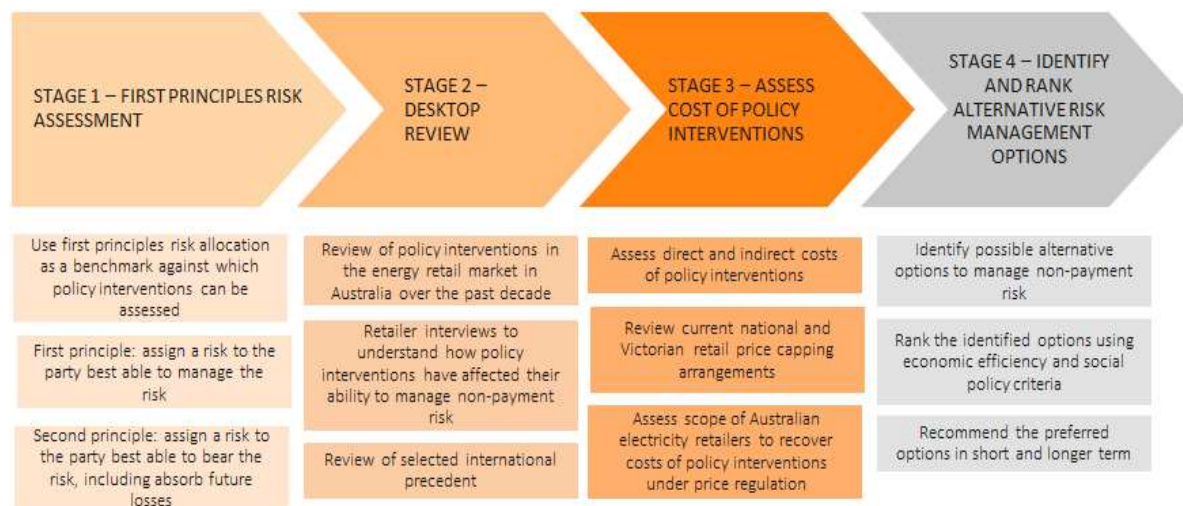 STAGE 1 – FIRST PRINCIPLES RISK
ASSESSMENT
STAGE 2 –
DESKTOP
REVIEW
STAGE 3 – ASSESS
COST OF POLICY
INTERVENTIONS
STAGE 4 – IDENTIFY
AND RANK
ALTERNATIVE RISK
MANAGEMENT
OPTIONS
Use first principles risk allocation
as a benchmark against which
policy interventions can be
assessed
First principle: assign a risk to the
party best able to manage the
risk
Second principle: assign a risk to
the party best able to bear the
risk, including absorb future
losses
Review of policy interventions in
the energy retail market in
Australia over the past decade
Retailer interviews to
understand how policy
interventions have affected their
ability to manage non-payment
risk
Review of selected international
precedent
Assess direct and indirect costs
of policy interventions
Review current national and
Victorian retail price capping
arrangements
Assess scope of Australian
electricity retailers to recover
costs of policy interventions
under price regulation
Identify possible alternative
options to manage non-payment
risk
Rank the identified options using
economic efficiency and social
policy criteria
Recommend the preferred
options in short and longer term